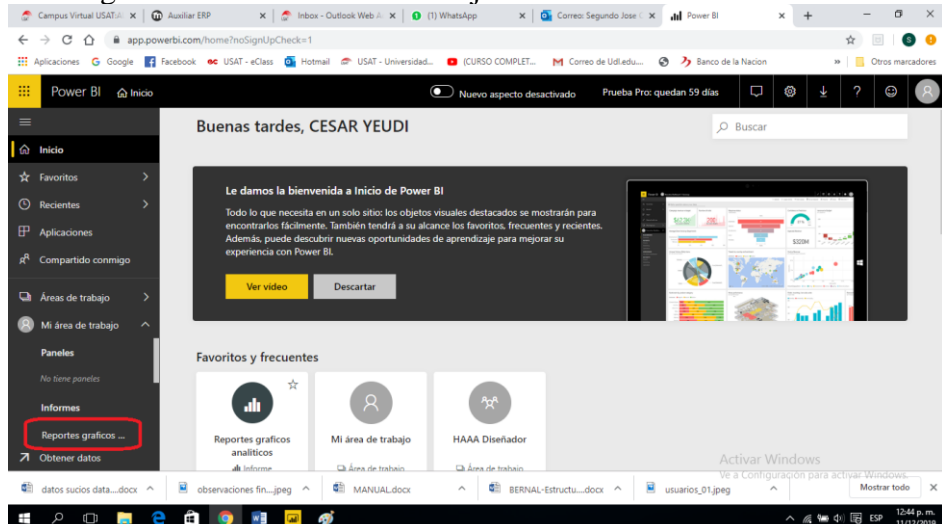 Campus Virtual USAT
Auxiliar ERP
Inbox - Outlook Web
(1) WhatsApp
Correo: Segundo Jose
Power BI
app.powerbi.com/home?noSignUpCheck=1
Aplicaciones
Google
Facebook
USAT - eClass
Hotmail
USAT - Universidad...
(CURSO COMPLET...
Correo de Udl.edu....
Banco de la Nacion
»
Otros marcadores
Power BI
Inicio
Nuevo aspecto desactivado
Prueba Pro: quedan 59 días
Buenas tardes, CESAR YEUDI
Buscar
Inicio
Favoritos
Recientes
Aplicaciones
Compartido conmigo
Áreas de trabajo
Mi área de trabajo
Paneles
No tiene paneles
Informes
Reportes graficos ...
Obtener datos
Le damos la bienvenida a Inicio de Power BI
Todo lo que necesita en un solo sitio: los objetos visuales destacados se mostrarán para
encontrarlos fácilmente. También tendrá a su alcance los favoritos, frecuentes y recientes.
Además, puede descubrir nuevas oportunidades de aprendizaje para mejorar su
experiencia con Power BI.
Ver vídeo
Descartar
Favoritos y frecuentes
Reportes graficos
analiticos
Informe
Mi área de trabajo
Área de trabajo
HAAA Diseñador
Área de trabajo
Activar Windows
Ve a Configuración para activar Windows.
datos sucios data....docx
observaciones fin....jpeg
MANUAL.docx
BERNAL-Estructu....docx
usuarios_01.jpeg
Mostrar todo
ESP
12:44 p. m.
11/12/2019